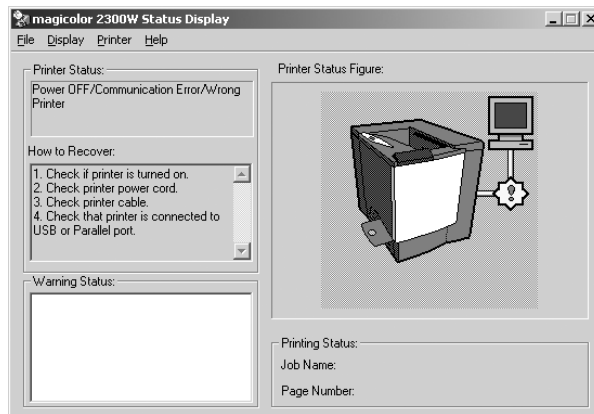 magicolor 2300W Status Display
File Display Printer Help
Printer Status:
Power OFF/Communication Error/Wrong
Printer
How to Recover:
1. Check if printer is turned on.
2. Check printer power cord.
3. Check printer cable.
4. Check that printer is connected to
USB or Parallel port.
Warning Status:
Printer Status Figure:
!
Printing Status:
Job Name:
Page Number: